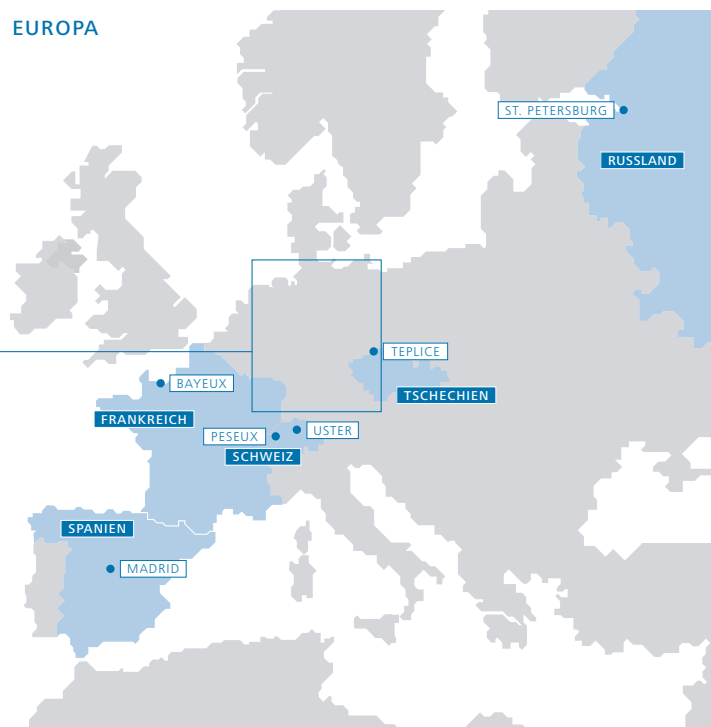 EUROPA
ST. PETERSBURG
RUSSLAND
TEPLICE
BAYEUX
TSCHECHIEN
FRANKREICH
USTER
PESEUX
SCHWEIZ
SPANIEN
MADRID